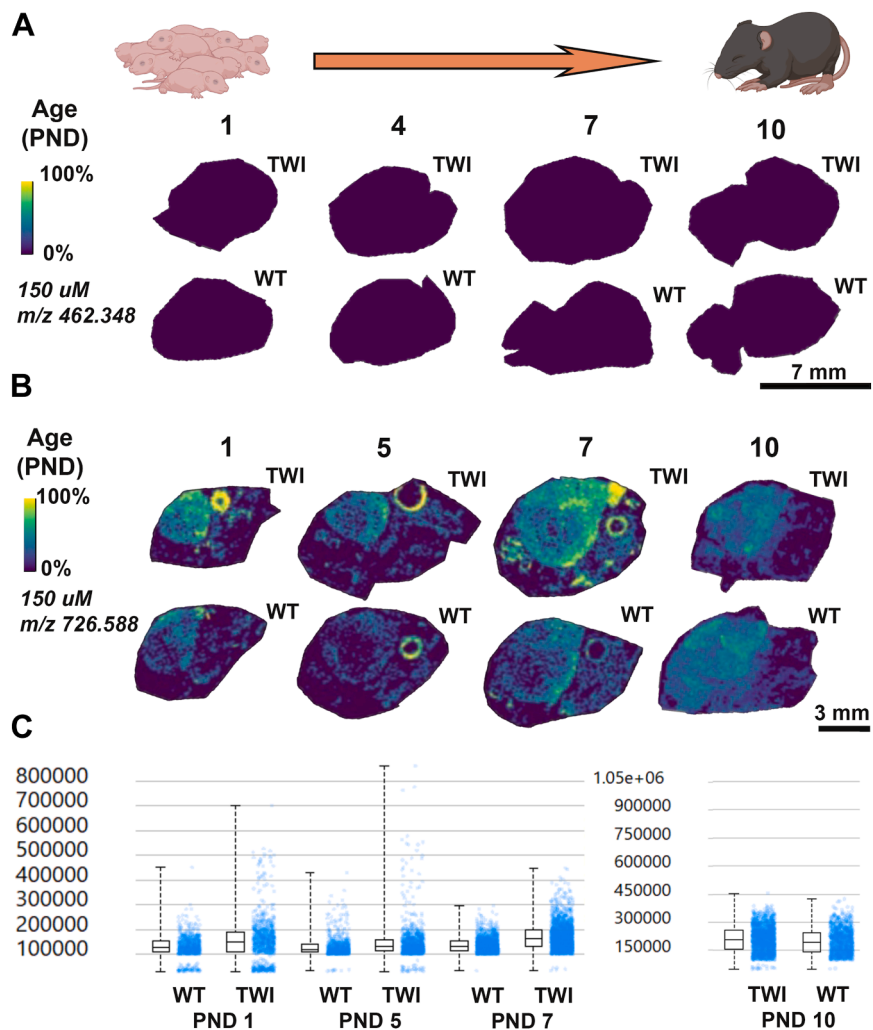 A
Age
(PND)
1 4 7 10
100%
0%
TWI TWI TWI TWI
WT WT WT WT
150 uM
m/z 462.348
7 mm
B
Age
(PND)
1 5 7 10
100%
0%
TWI TWI TWI TWI
WT WT WT WT
150 uM
m/z 726.588
3 mm
C
800000
700000
600000
500000
400000
300000
200000
100000
1.05e+06
900000
750000
600000
450000
300000
150000
WT TWI WT TWI WT TWI TWI WT
PND 1 PND 5 PND 7 PND 10